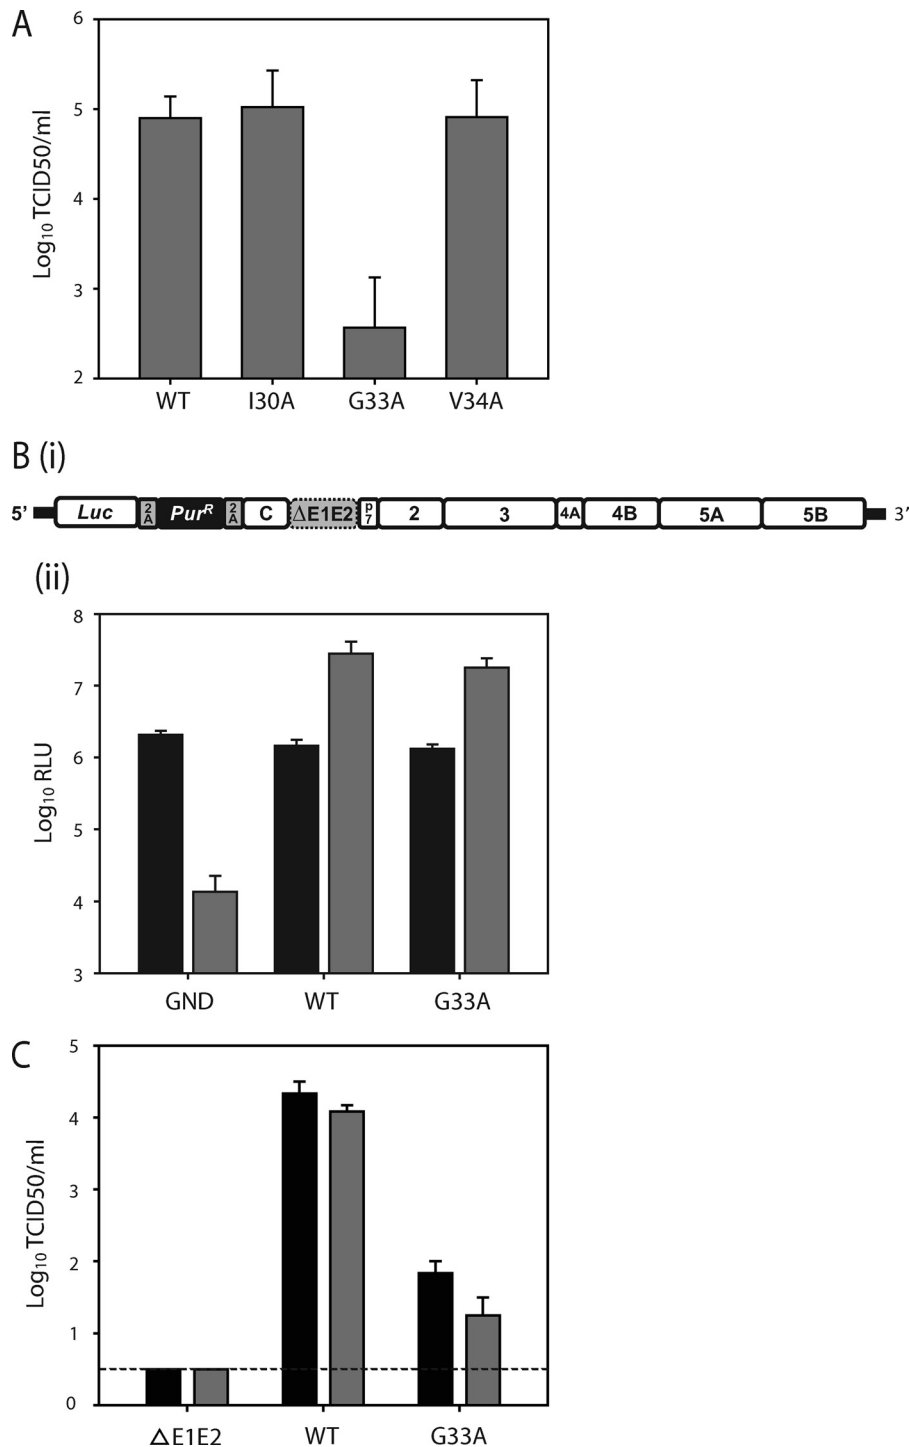 A
6
5
4
3
2
Log10 TCID50/ml
WT I30A G33A V34A
B (i)
5' Luc 2A PurR 2A C ΔE1E2 p7 2 3 4A 4B 5A 5B 3'
(ii)
8
7
6
5
4
3
Log10 RLU
GND WT G33A
C
5
4
3
2
1
0
Log10 TCID50/ml
△E1E2 WT G33A